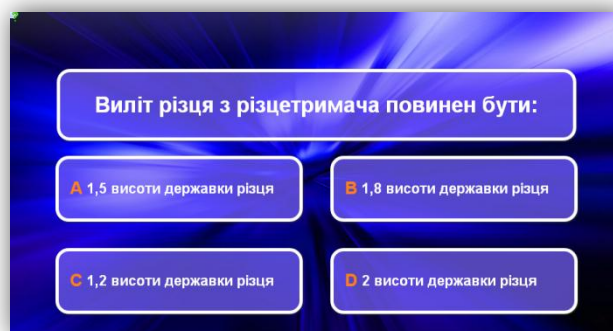 Виліт різця з різцетримача повинен бути:
A 1,5 висоти державки різця
B 1,8 висоти державки різця
C 1,2 висоти державки різця
D 2 висоти державки різця